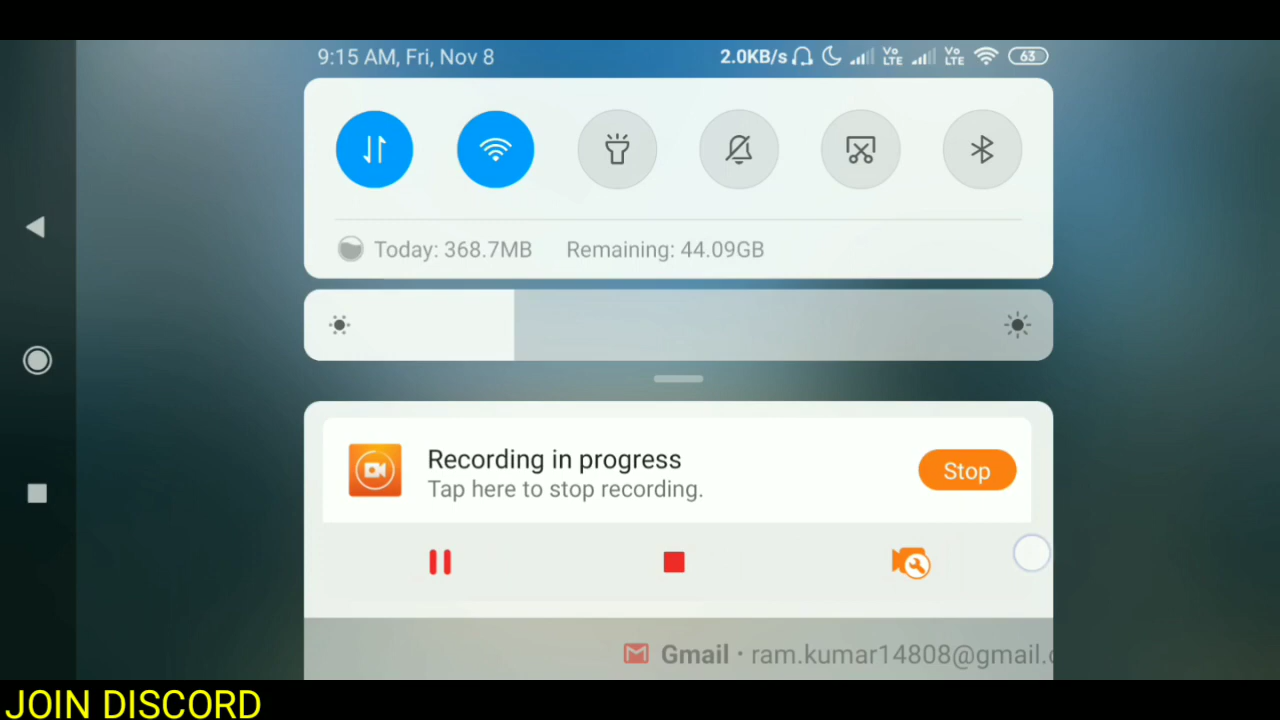 9:15 AM, Fri, Nov 8 2.0KB/s Vo LTE Vo LTE 63
Today: 368.7MB Remaining: 44.09GB
Recording in progress
Tap here to stop recording.
Stop
Gmail · ram.kumar14808@gmail.
JOIN DISCORD